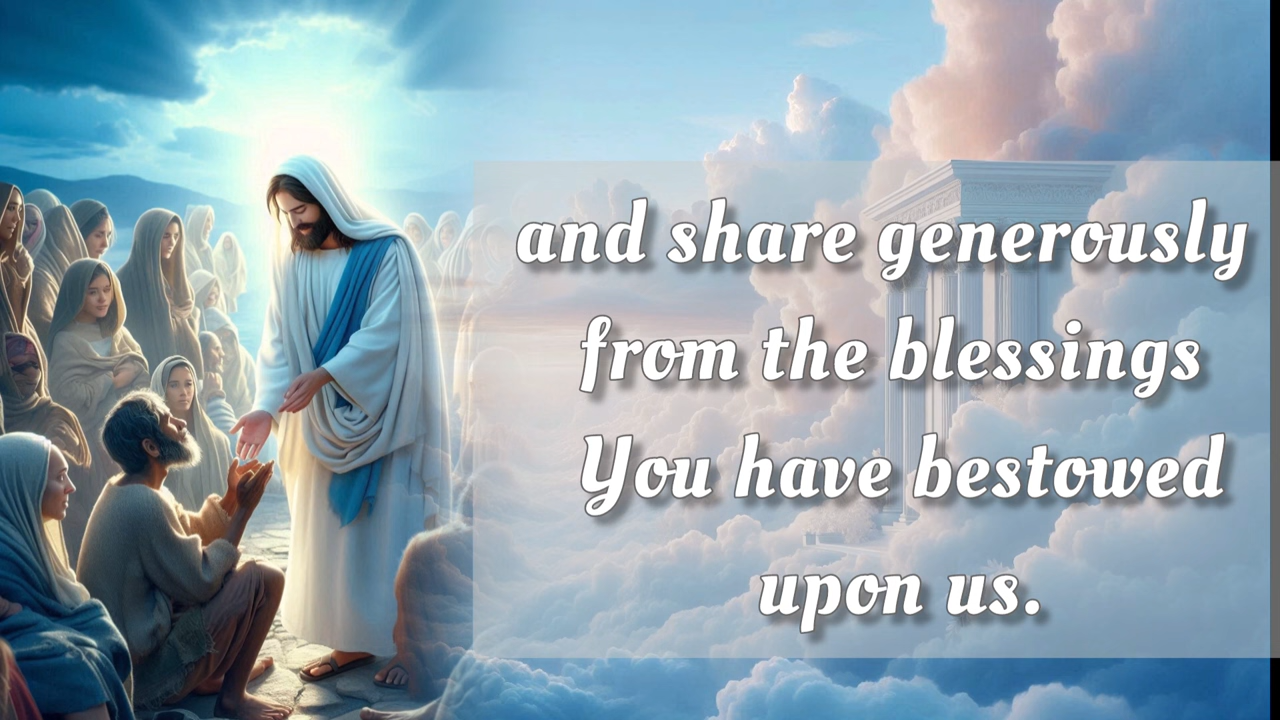 and share generously
from the blessings
You have bestowed
upon us.